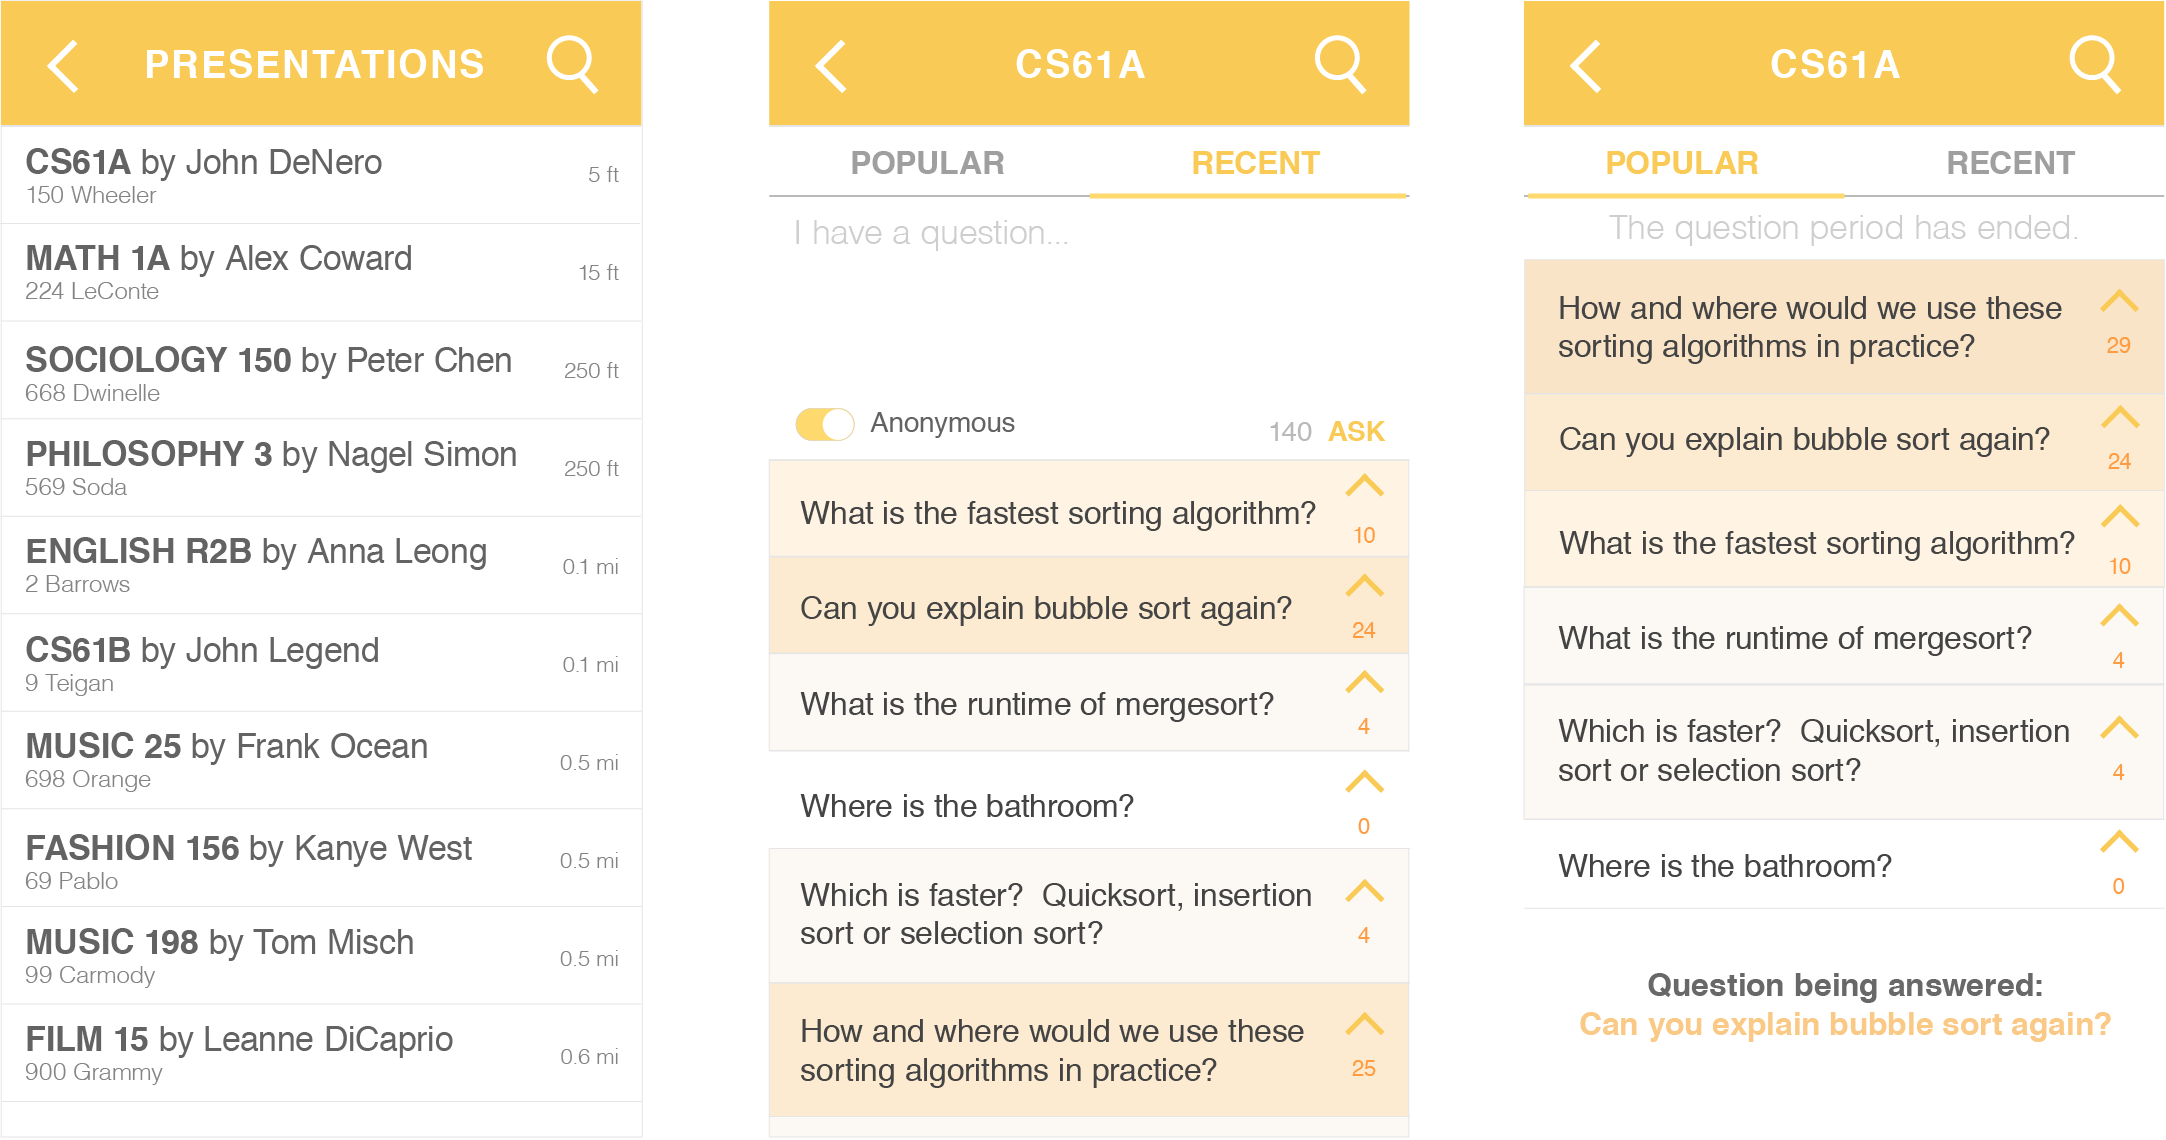 PRESENTATIONS
CS61A by John DeNero
150 Wheeler
5 ft
MATH 1A by Alex Coward
224 LeConte
15 ft
SOCIOLOGY 150 by Peter Chen
668 Dwinelle
250 ft
PHILOSOPHY 3 by Nagel Simon
569 Soda
250 ft
ENGLISH R2B by Anna Leong
2 Barrows
0.1 mi
CS61B by John Legend
9 Teigan
0.1 mi
MUSIC 25 by Frank Ocean
698 Orange
0.5 mi
FASHION 156 by Kanye West
69 Pablo
0.5 mi
MUSIC 198 by Tom Misch
99 Carmody
0.5 mi
FILM 15 by Leanne DiCaprio
900 Grammy
0.6 mi
CS61A
POPULAR RECENT
I have a question...
Anonymous 140 ASK
What is the fastest sorting algorithm?
10
Can you explain bubble sort again?
24
What is the runtime of mergesort?
4
Where is the bathroom?
0
Which is faster?  Quicksort, insertion
sort or selection sort?
4
How and where would we use these
sorting algorithms in practice?
25
CS61A
POPULAR RECENT
The question period has ended.
How and where would we use these
sorting algorithms in practice?
29
Can you explain bubble sort again?
24
What is the fastest sorting algorithm?
10
What is the runtime of mergesort?
4
Which is faster?  Quicksort, insertion
sort or selection sort?
4
Where is the bathroom?
0
Question being answered:
Can you explain bubble sort again?